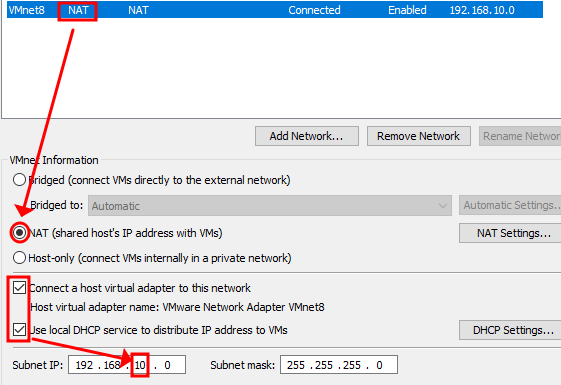 VMnet8 NAT NAT Connected Enabled 192.168.10.0
Add Network... Remove Network Rename Network
VMnet Information
Bridged (connect VMs directly to the external network)
Bridged to: Automatic Automatic Settings...
NAT (shared host's IP address with VMs) NAT Settings...
Host-only (connect VMs internally in a private network)
Connect a host virtual adapter to this network
Host virtual adapter name: VMware Network Adapter VMnet8
Use local DHCP service to distribute IP address to VMs DHCP Settings...
Subnet IP: 192 . 168 . 10 . 0 Subnet mask: 255 . 255 . 255 . 0